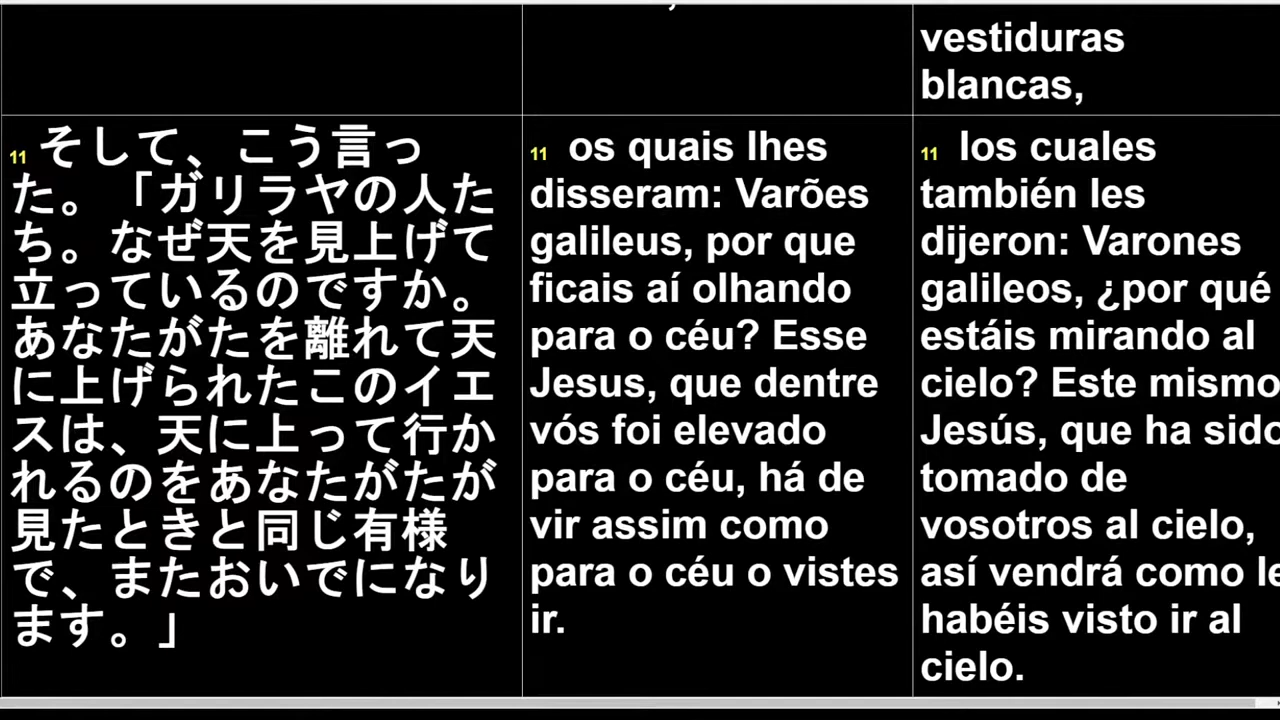 vestiduras
blancas,
11 そして、こう言っ
た。「ガリラヤの人た
ち。なぜ天を見上げて
立っているのですか。
あなたがたを離れて天
に上げられたこのイエ
スは、天に上って行か
れるのをあなたがたが
見たときと同じ有様
で、またおいでになり
ます。」
11 os quais lhes
disseram: Varões
galileus, por que
ficais aí olhando
para o céu? Esse
Jesus, que dentre
vós foi elevado
para o céu, há de
vir assim como
para o céu o vistes
ir.
11 los cuales
también les
dijeron: Varones
galileos, ¿por qué
estáis mirando al
cielo? Este mismo
Jesús, que ha sido
tomado de
vosotros al cielo,
así vendrá como le
habéis visto ir al
cielo.